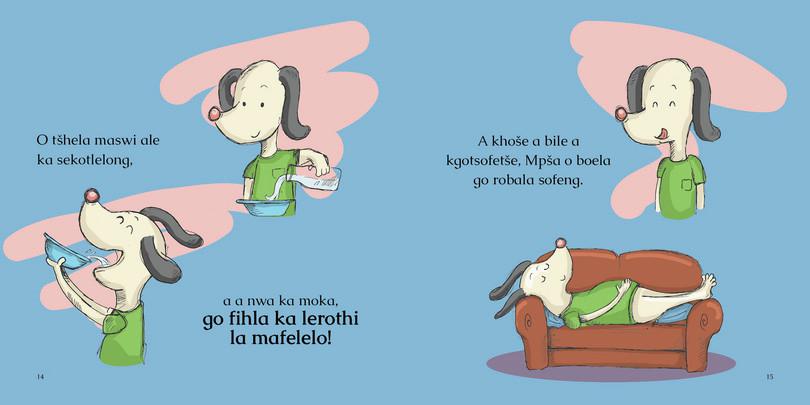 O tšhela maswi ale
ka sekotlelong,
a a nwa ka moka,
go fihla ka lerothi
la mafelelo!
14
A khoše a bile a
kgotsofetše, Mpša o boela
go robala sofeng.
15